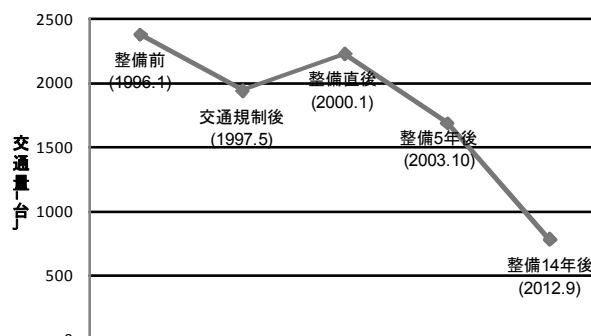 2500
2000
1500
1000
500
0
交通量「台」
整備前
(1996.1)
交通規制後
(1997.5)
整備直後
(2000.1)
整備5年後
(2003.10)
整備14年後
(2012.9)